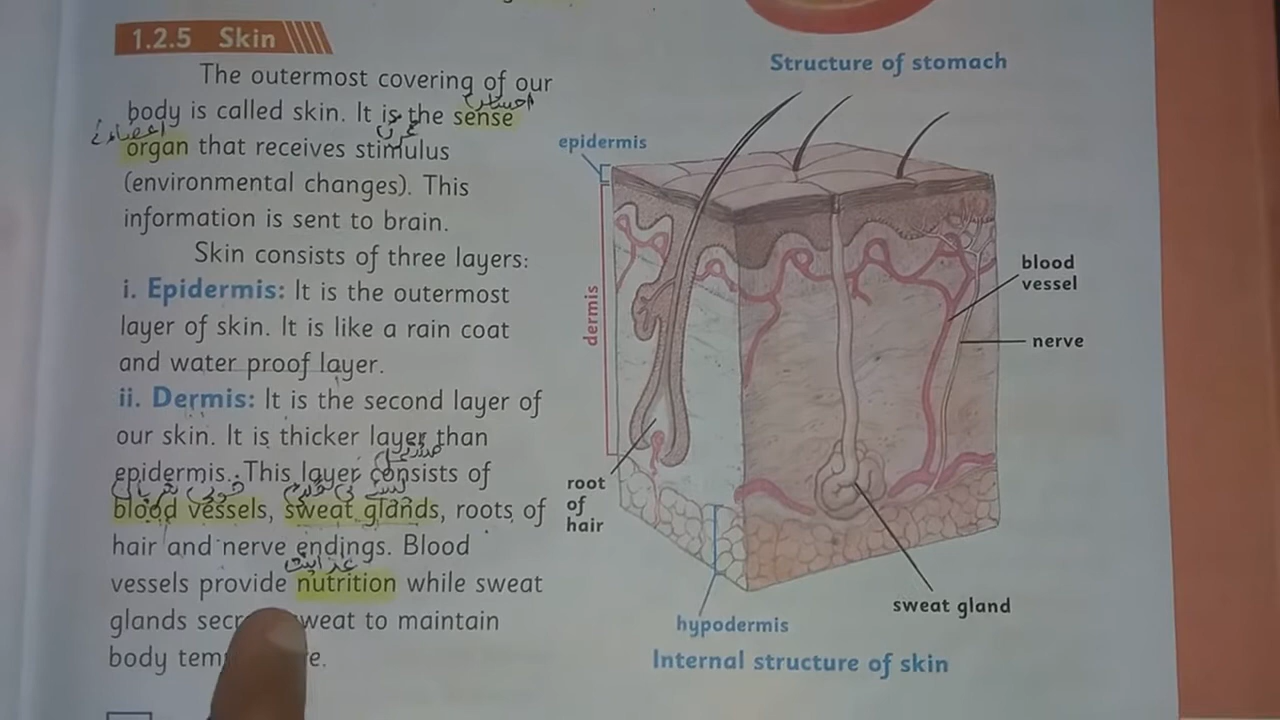 1.2.5 Skin
The outermost covering of our
body is called skin. It is the sense
organ that receives stimulus
(environmental changes). This
information is sent to brain.
Skin consists of three layers:
i. Epidermis: It is the outermost
layer of skin. It is like a rain coat
and water proof layer.
ii. Dermis: It is the second layer of
our skin. It is thicker layer than
epidermis. This layer consists of
blood vessels, sweat glands, roots of
hair and nerve endings. Blood
غذایت
vessels provide nutrition while sweat
glands sweat to maintain
body
Structure of stomach
epidermis
dermis
blood
vessel
nerve
root
of
hair
sweat gland
hypodermis
Internal structure of skin